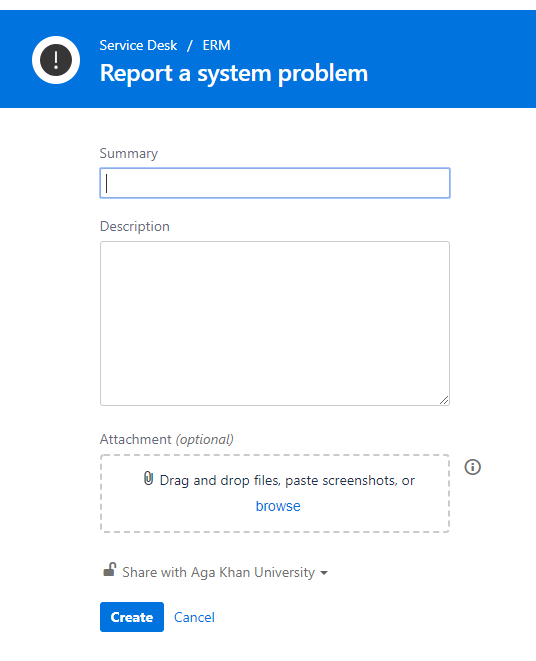 Service Desk / ERM
Report a system problem
Summary
Description
Attachment (optional)
Drag and drop files, paste screenshots, or
browse
Share with Aga Khan University
Create Cancel